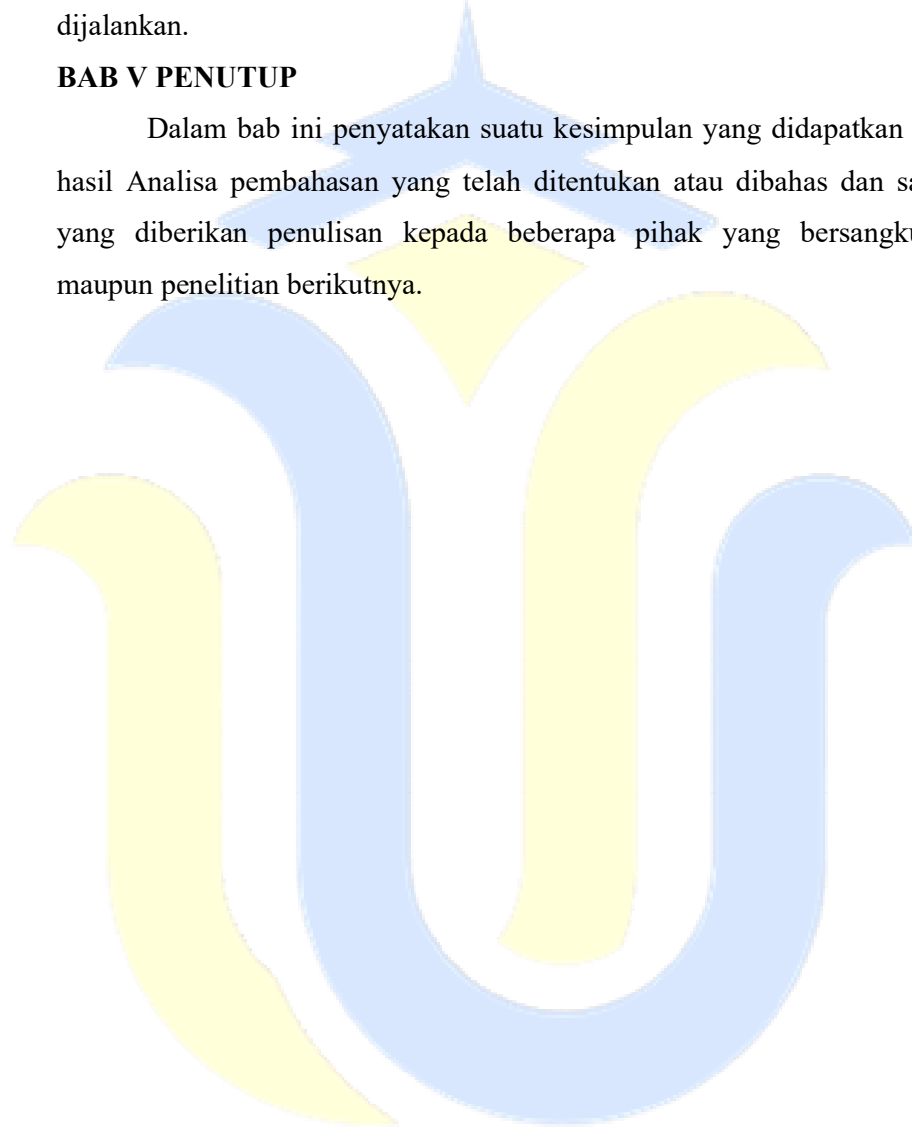 dijalankan.
BAB V PENUTUP
Dalam bab ini penyatakan suatu kesimpulan yang didapatkan
hasil Analisa pembahasan yang telah ditentukan atau dibahas dan
yang diberikan penulisan kepada beberapa pihak yang
maupun penelitian berikutnya.